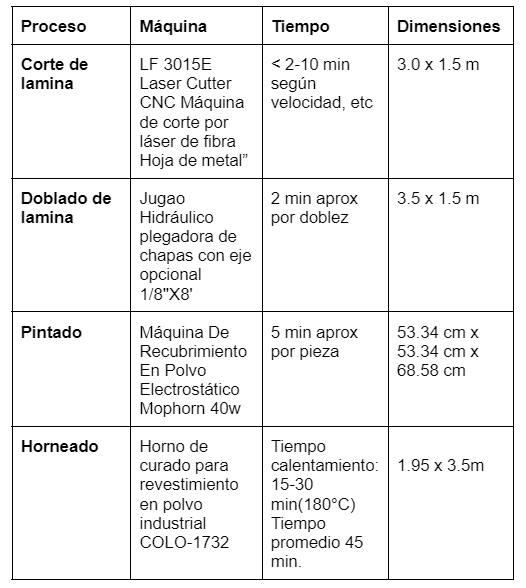 Proceso Máquina Tiempo Dimensiones
Corte de
lamina
LF 3015E
Laser Cutter
CNC Máquina
de corte por
láser de fibra
Hoja de metal”
< 2-10 min
según
velocidad, etc
3.0 x 1.5 m
Doblado de
lamina
Jugao
Hidráulico
plegadora de
chapas con eje
opcional
1/8"X8'
2 min aprox
por doblez
3.5 x 1.5 m
Pintado
Máquina De
Recubrimiento
En Polvo
Electrostático
Mophorn 40w
5 min aprox
por pieza
53.34 cm x
53.34 cm x
68.58 cm
Horneado
Horno de
curado para
revestimiento
en polvo
industrial
COLO-1732
Tiempo
calentamiento:
15-30
min(180°C)
Tiempo
promedio 45
min.
1.95 x 3.5m